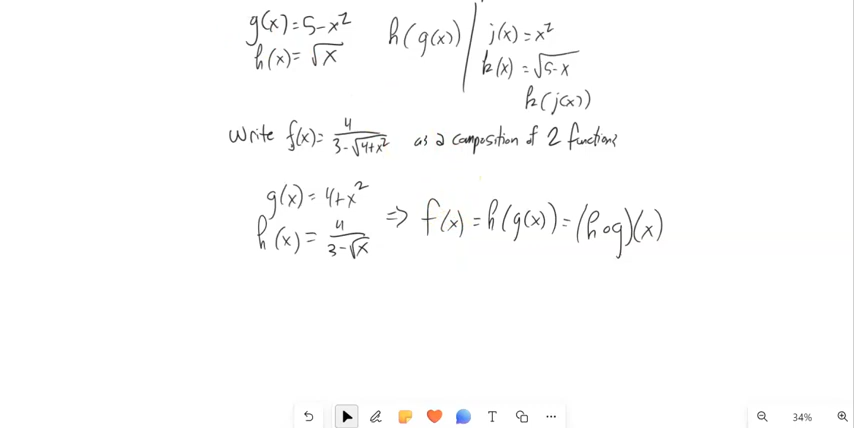 g(x) = 5-x²
h(x) = √x
h(g(x))
j(x) = x²
k(x) = √5-x
k(j(x))
Write f(x) = 4/(3-√4+x²) as a composition of 2 functions
g(x) = 4+x²
h(x) = 4/(3-√x)
=> f(x) = h(g(x)) = (h∘g)(x)
T
34%